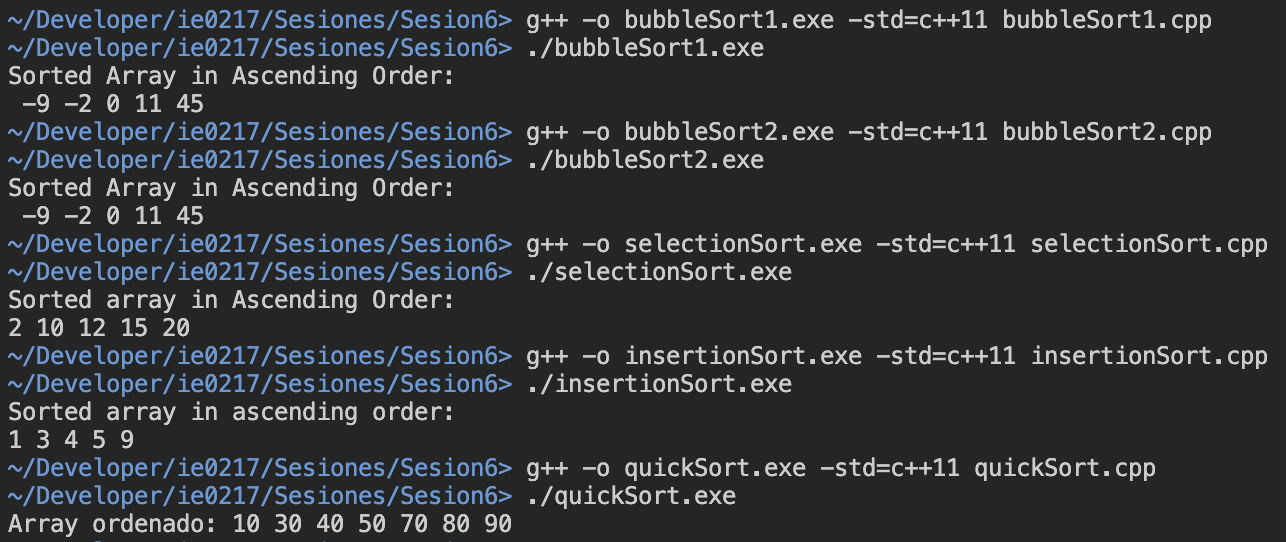 ~/Developer/ie0217/Sesiones/Sesion6> g++ -o bubbleSort1.exe -std=c++11 bubbleSort1.cpp
~/Developer/ie0217/Sesiones/Sesion6> ./bubbleSort1.exe
Sorted Array in Ascending Order:
 -9 -2 0 11 45
~/Developer/ie0217/Sesiones/Sesion6> g++ -o bubbleSort2.exe -std=c++11 bubbleSort2.cpp
~/Developer/ie0217/Sesiones/Sesion6> ./bubbleSort2.exe
Sorted Array in Ascending Order:
 -9 -2 0 11 45
~/Developer/ie0217/Sesiones/Sesion6> g++ -o selectionSort.exe -std=c++11 selectionSort.cpp
~/Developer/ie0217/Sesiones/Sesion6> ./selectionSort.exe
Sorted array in Ascending Order:
2 10 12 15 20
~/Developer/ie0217/Sesiones/Sesion6> g++ -o insertionSort.exe -std=c++11 insertionSort.cpp
~/Developer/ie0217/Sesiones/Sesion6> ./insertionSort.exe
Sorted array in ascending order:
1 3 4 5 9
~/Developer/ie0217/Sesiones/Sesion6> g++ -o quickSort.exe -std=c++11 quickSort.cpp
~/Developer/ie0217/Sesiones/Sesion6> ./quickSort.exe
Array ordenado: 10 30 40 50 70 80 90